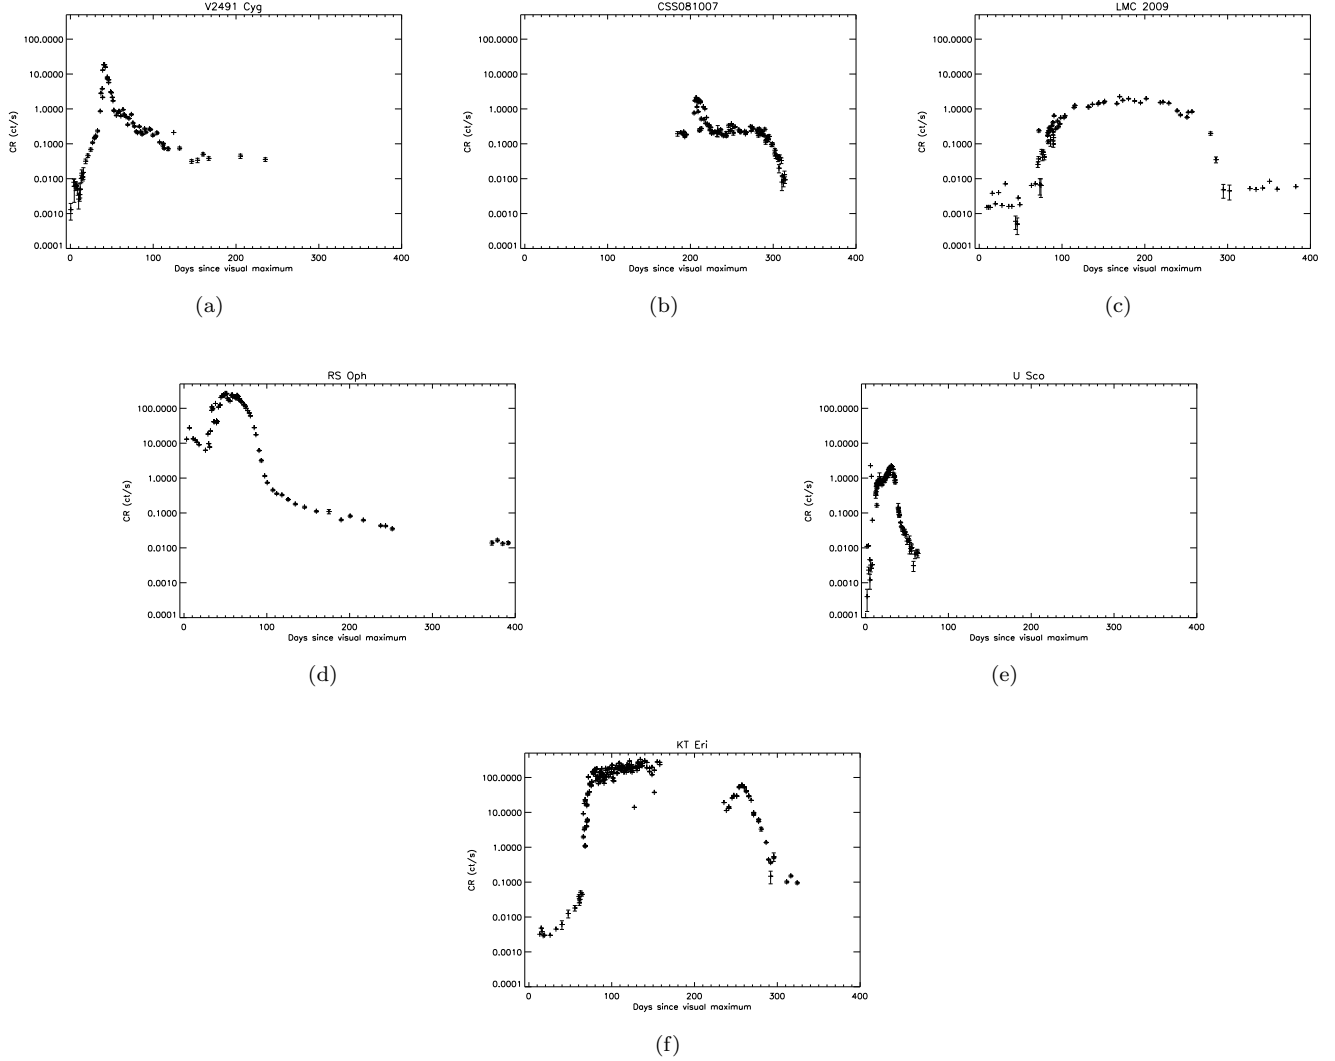 V2491 Cyg
CR (ct/s)
100.0000
10.0000
1.0000
0.1000
0.0100
0.0010
0.0001
0 100 200 300 400
Days since visual maximum
(a)
CSS081007
CR (ct/s)
100.0000
10.0000
1.0000
0.1000
0.0100
0.0010
0.0001
0 100 200 300 400
Days since visual maximum
(b)
LMC 2009
CR (ct/s)
100.0000
10.0000
1.0000
0.1000
0.0100
0.0010
0.0001
0 100 200 300 400
Days since visual maximum
(c)
RS Oph
CR (ct/s)
100.0000
10.0000
1.0000
0.1000
0.0100
0.0010
0.0001
0 100 200 300 400
Days since visual maximum
(d)
U Sco
CR (ct/s)
100.0000
10.0000
1.0000
0.1000
0.0100
0.0010
0.0001
0 100 200 300 400
Days since visual maximum
(e)
KT Eri
CR (ct/s)
100.0000
10.0000
1.0000
0.1000
0.0100
0.0010
0.0001
0 100 200 300 400
Days since visual maximum
(f)